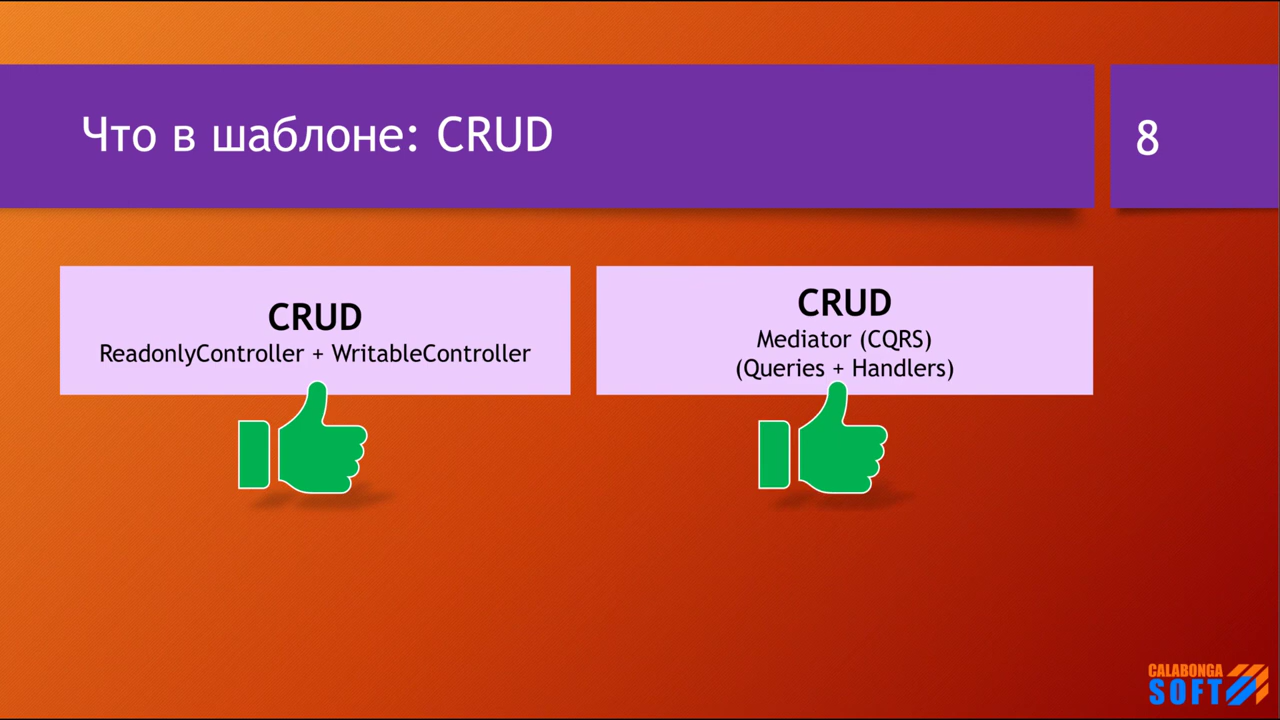 Что в шаблоне: CRUD
8
CRUD
ReadonlyController + WritableController
CRUD
Mediator (CQRS)
(Queries + Handlers)
CALABONGA
SOFT